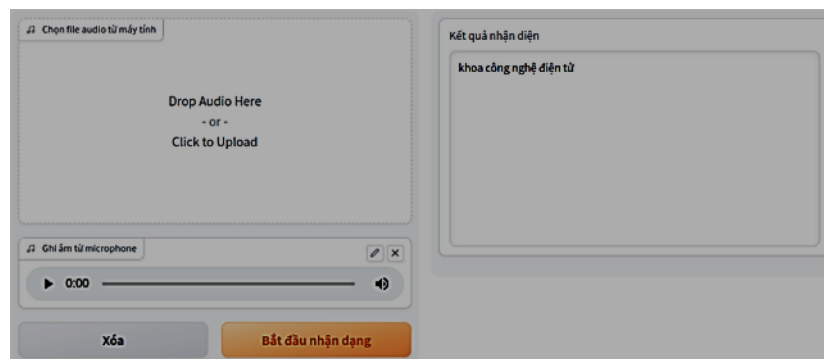 Chọn file audio từ máy tính
Drop Audio Here
- or -
Click to Upload
Ghi âm từ microphone
0:00
Xóa
Bắt đầu nhận dạng
Kết quả nhận diện
khoa công nghệ điện tử